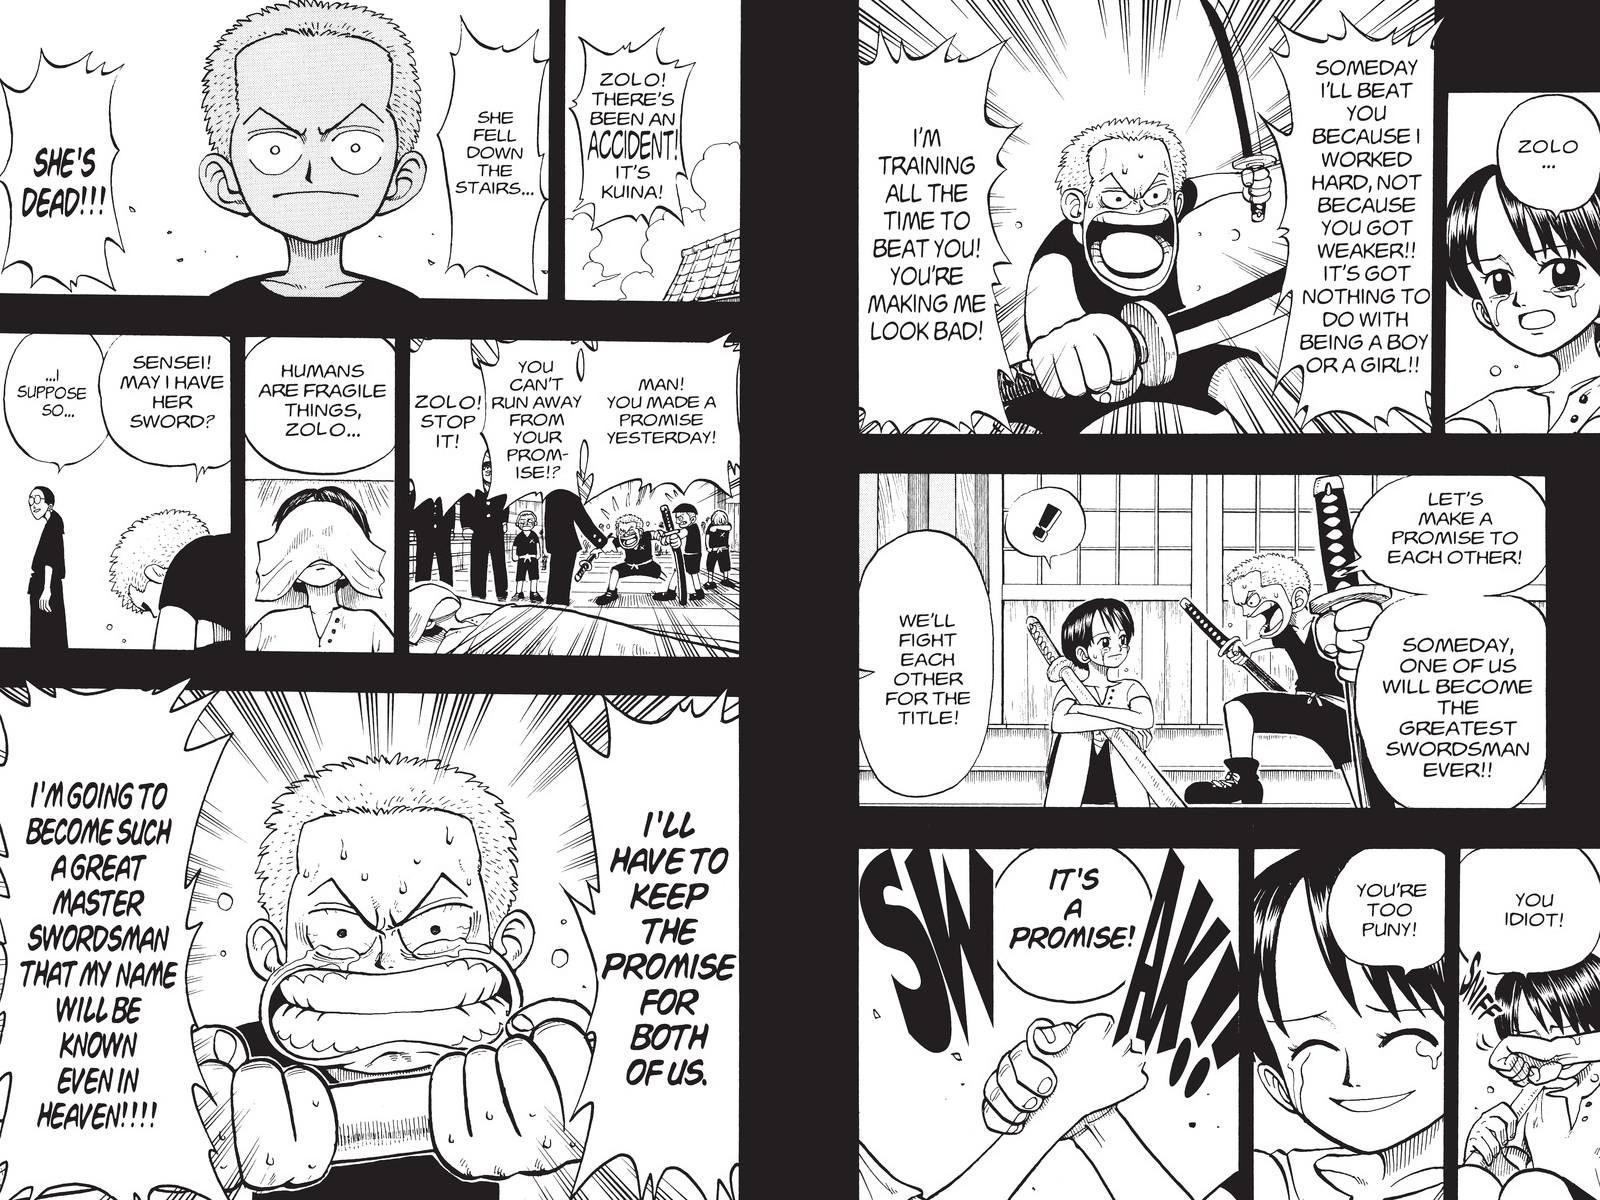 I'M
TRAINING
ALL THE
TIME TO
BEAT YOU!
YOU'RE
MAKING ME
LOOK BAD!
SOMEDAY
I'LL BEAT
YOU
BECAUSE I
WORKED
HARD, NOT
BECAUSE
YOU GOT
WEAKER!!
IT'S GOT
NOTHING TO
DO WITH
BEING A BOY
OR A GIRL!!
ZOLO
...
WE'LL
FIGHT
EACH
OTHER
FOR THE
TITLE!
!
LET'S
MAKE A
PROMISE TO
EACH OTHER!
SOMEDAY,
ONE OF US
WILL BECOME
THE
GREATEST
SWORDSMAN
EVER!!
SW
IT'S
A
PROMISE!
AK!!
YOU'RE
TOO
PUNY!
YOU
IDIOT!
SNIFF
SHE'S
DEAD!!!
SHE
FELL
DOWN
THE
STAIRS...
ZOLO!
THERE'S
BEEN AN
ACCIDENT!
IT'S
KUINA!
...I
SUPPOSE
SO...
SENSEI!
MAY I HAVE
HER
SWORD?
HUMANS
ARE FRAGILE
THINGS,
ZOLO...
ZOLO!
STOP
IT!
YOU
CAN'T
RUN AWAY
FROM
YOUR
PROM-
ISE!?
MAN!
YOU MADE A
PROMISE
YESTERDAY!
I'M GOING TO
BECOME SUCH
A GREAT
MASTER
SWORDSMAN
THAT MY NAME
WILL BE
KNOWN
EVEN IN
HEAVEN!!!!
I'LL
HAVE TO
KEEP
THE
PROMISE
FOR
BOTH
OF US.